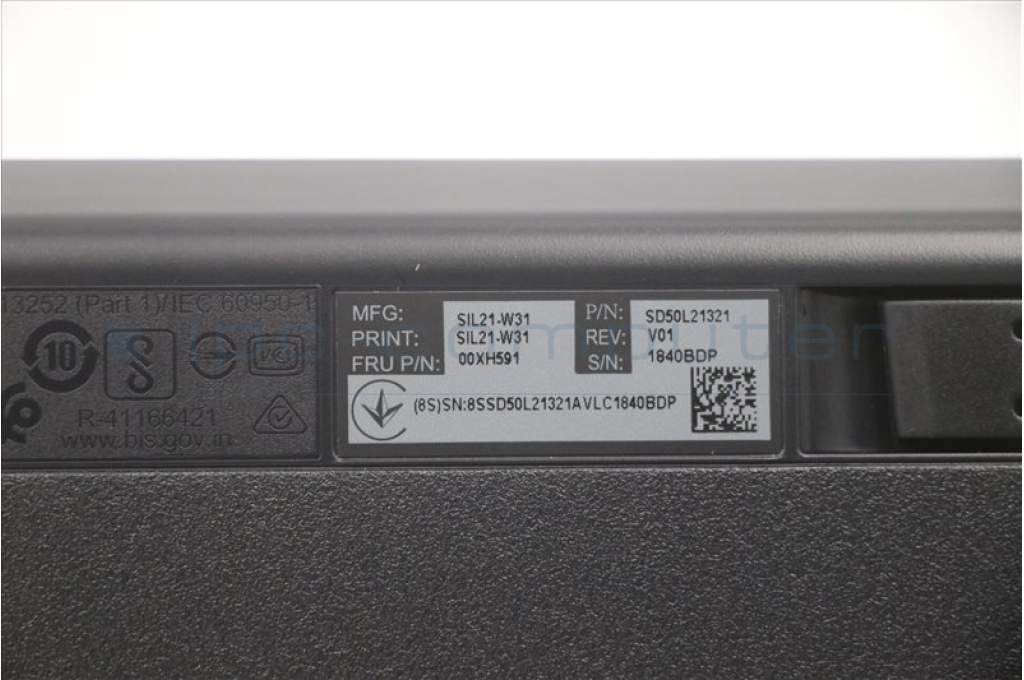 13252 (Part 1)/IEC 60950-1
10
R-41166421
www.bis.gov.in
MFG: SIL21-W31
PRINT: SIL21-W31
FRU P/N: 00XH591
P/N: SD50L21321
REV: V01
S/N: 1840BDP
(8S)SN:8SSD50L21321AVLC1840BDP